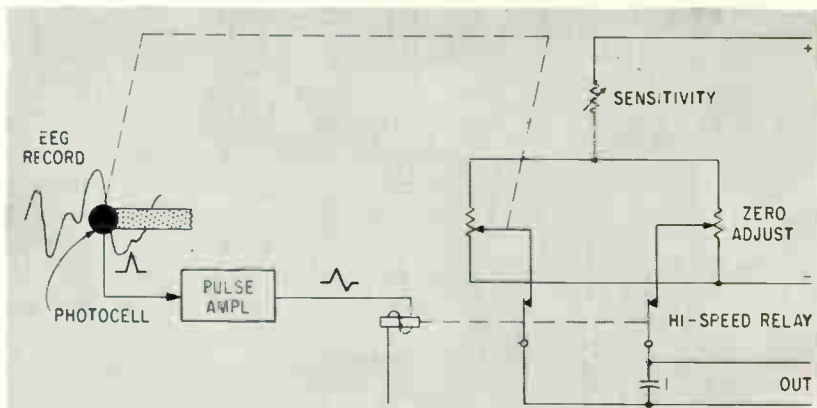 EEG
RECORD
PHOTOCELL
PULSE
AMPL
+
SENSITIVITY
ZERO
ADJUST
−
HI-SPEED RELAY
1
OUT